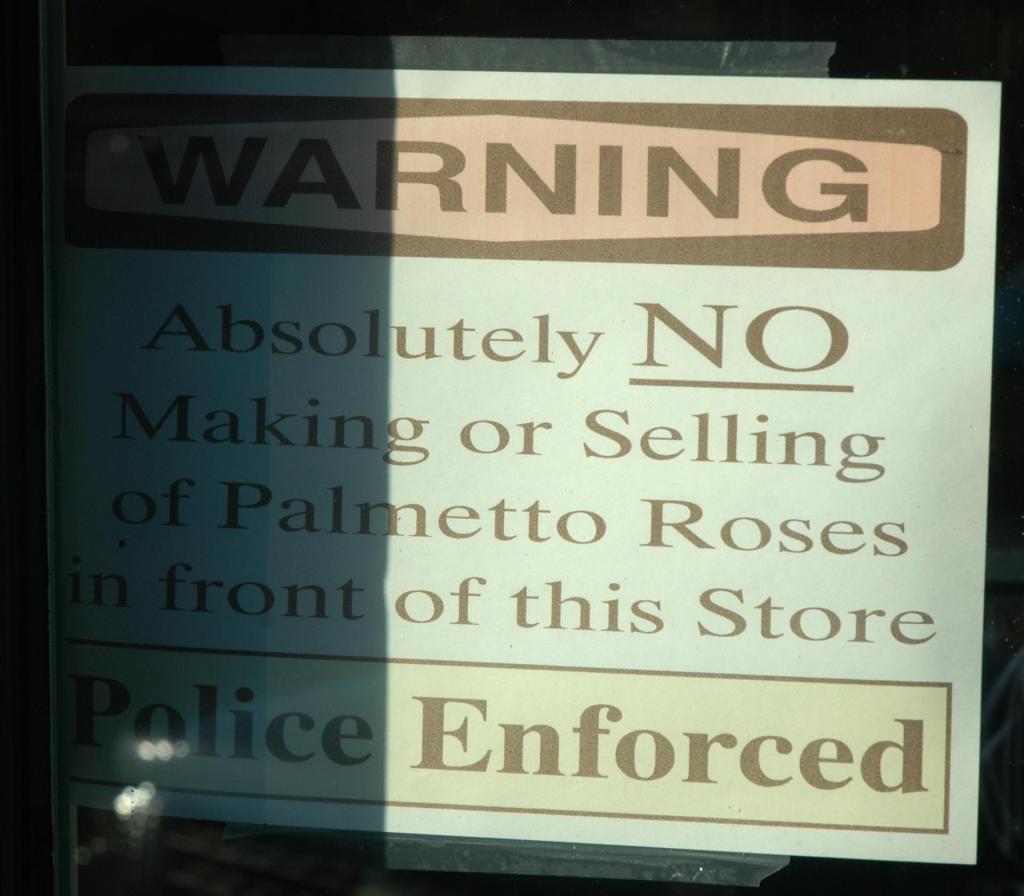 WARNING
Absolutely NO
Making or Selling
of Palmetto Roses
in front of this Store
Police Enforced